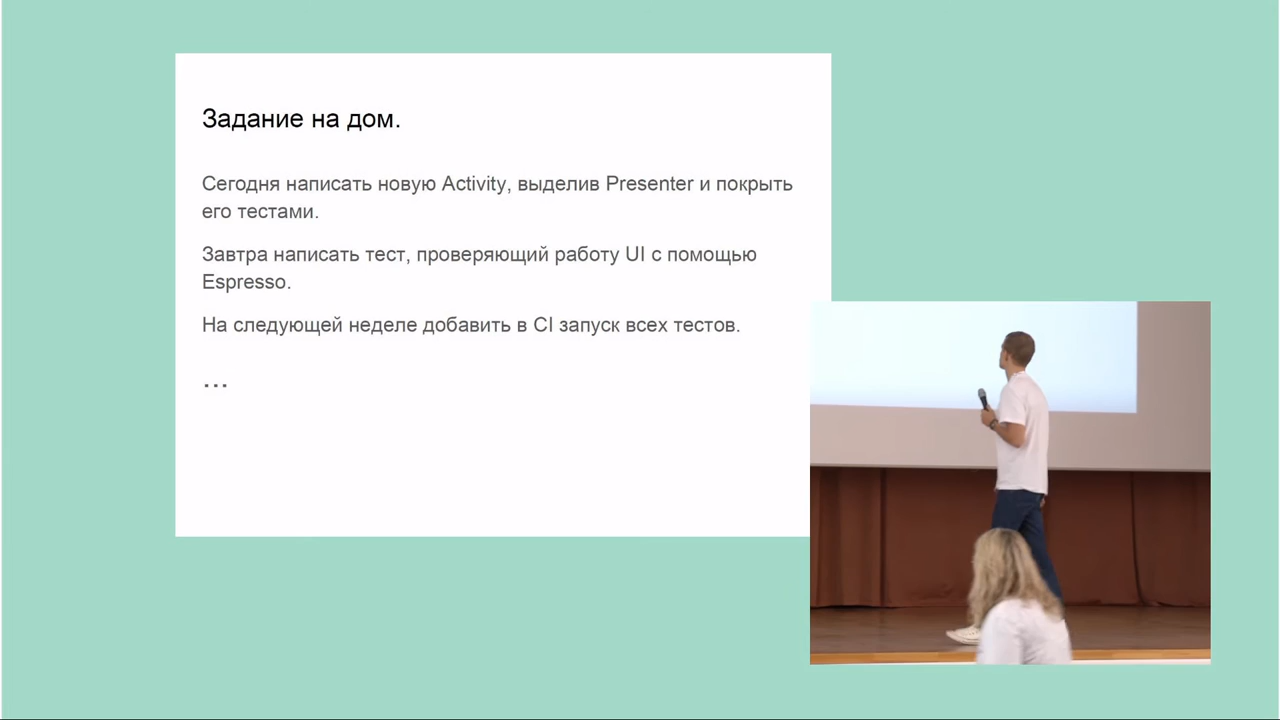 Задание на дом.
Сегодня написать новую Activity, выделив Presenter и покрыть
его тестами.
Завтра написать тест, проверяющий работу UI с помощью
Espresso.
На следующей неделе добавить в CI запуск всех тестов.
...